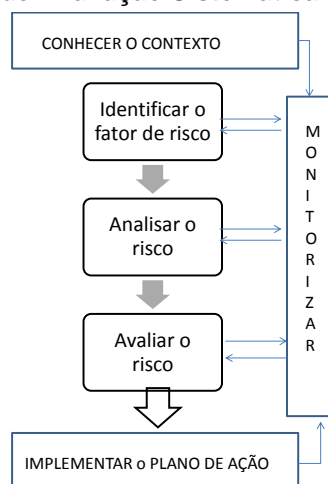 CONHECER O CONTEXTO
Identificar o
fator de risco
Analisar o
risco
Avaliar o
risco
M
O
N
I
T
O
R
I
Z
A
R
IMPLEMENTAR o PLANO DE AÇÃO